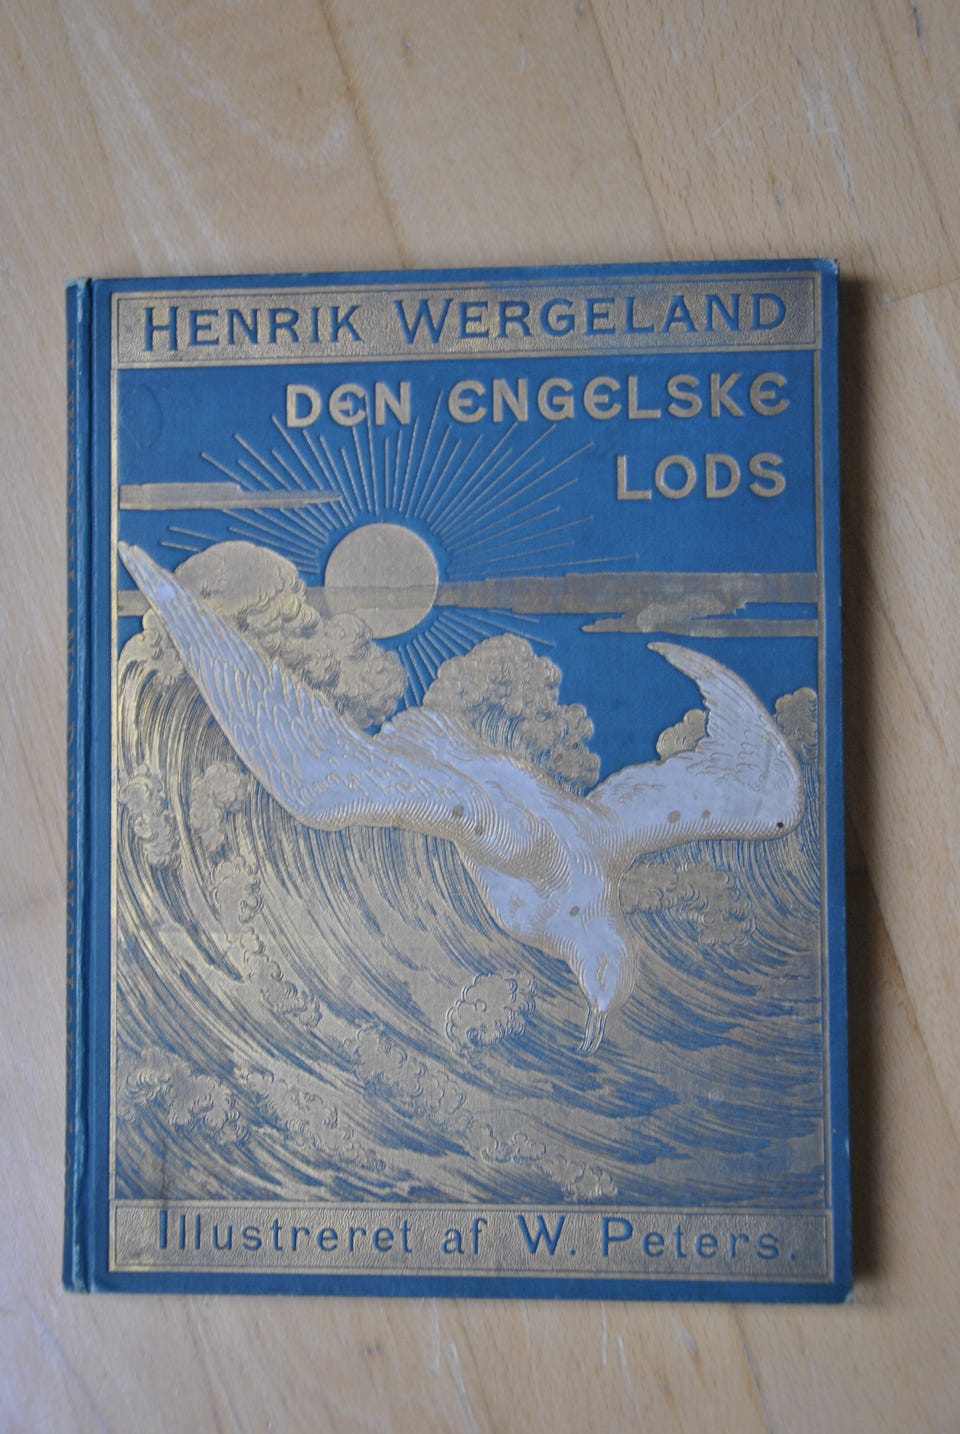 HENRIK WERGELAND
DEN ENGELSKE
LODS
Illustreret af W. Peters.